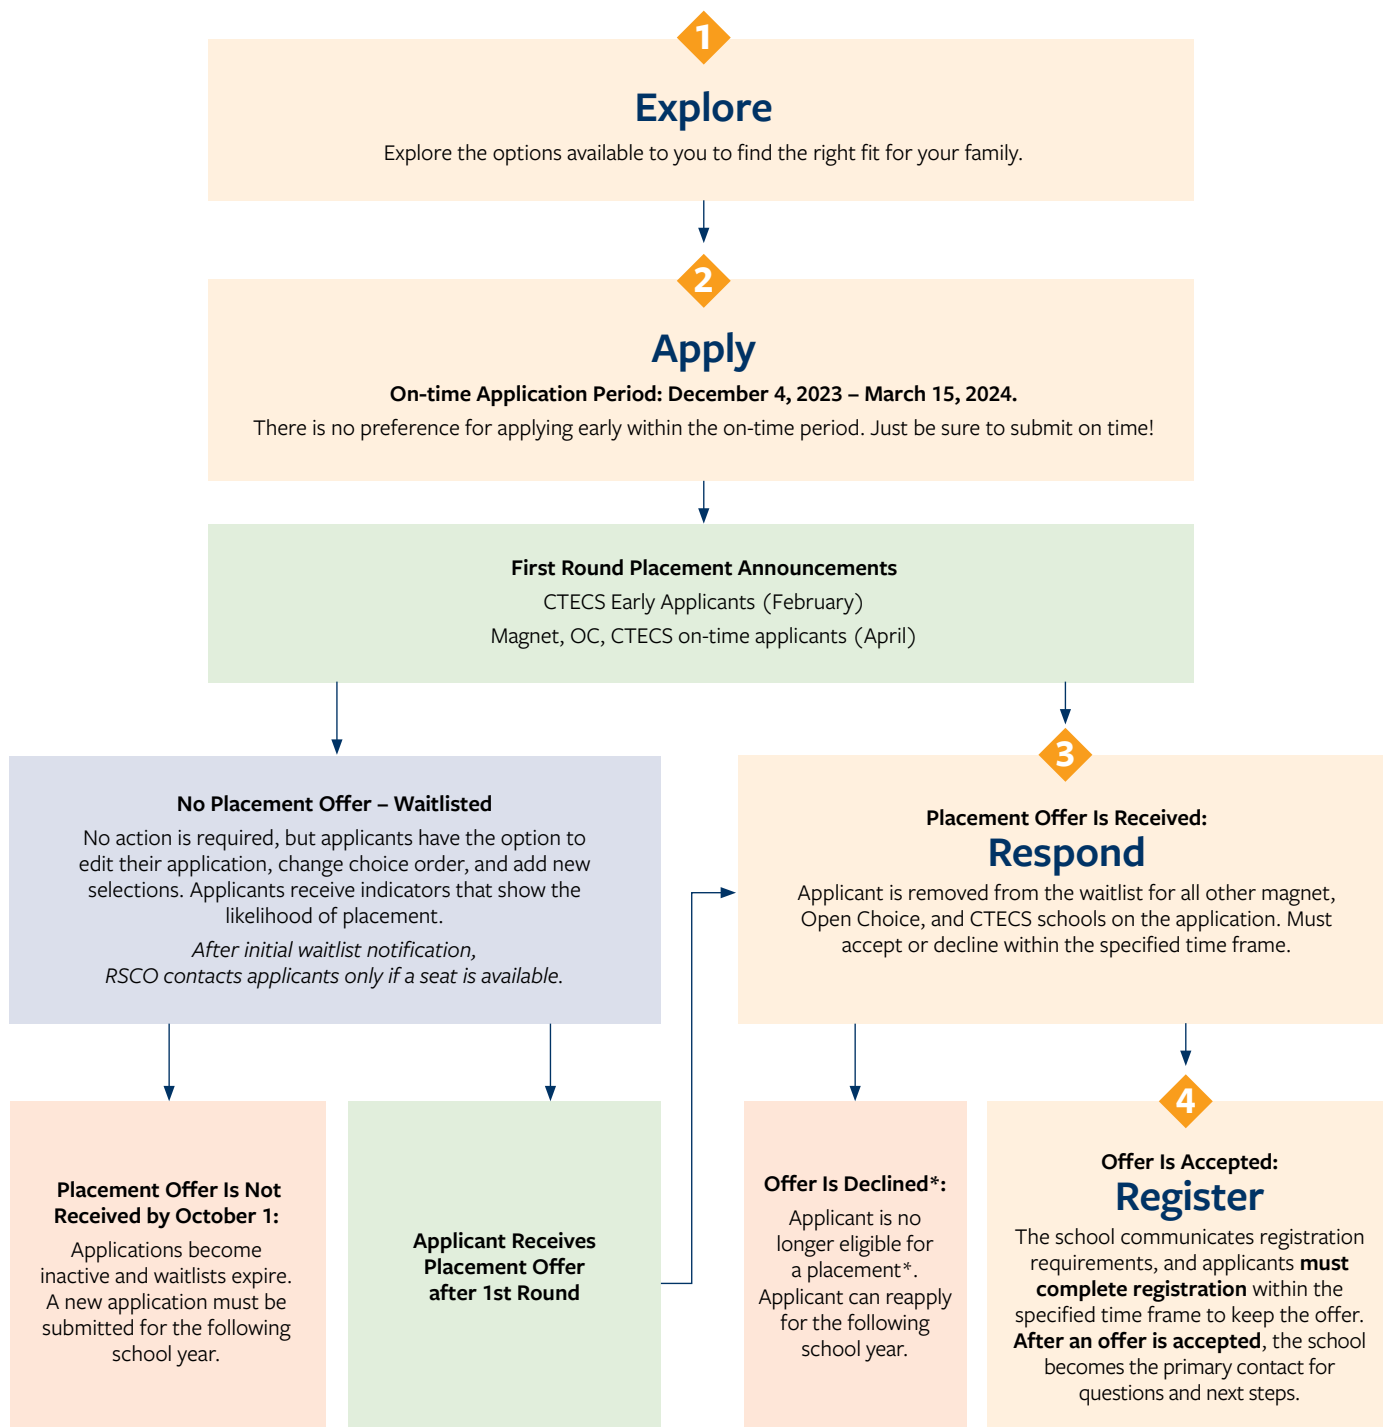 1
Explore
Explore the options available to you to find the right fit for your family.
2
Apply
On-time Application Period: December 4, 2023 – March 15, 2024.
There is no preference for applying early within the on-time period. Just be sure to submit on time!
First Round Placement Announcements
CTECS Early Applicants (February)
Magnet, OC, CTECS on-time applicants (April)
No Placement Offer – Waitlisted
No action is required, but applicants have the option to
edit their application, change choice order, and add new
selections. Applicants receive indicators that show the
likelihood of placement.
After initial waitlist notification,
RSCO contacts applicants only if a seat is available.
3
Placement Offer Is Received:
Respond
Applicant is removed from the waitlist for all other magnet,
Open Choice, and CTECS schools on the application. Must
accept or decline within the specified time frame.
Placement Offer Is Not
Received by October 1:
Applications become
inactive and waitlists expire.
A new application must be
submitted for the following
school year.
Applicant Receives
Placement Offer
after 1st Round
Offer Is Declined*:
Applicant is no
longer eligible for
a placement*.
Applicant can reapply
for the following
school year.
4
Offer Is Accepted:
Register
The school communicates registration
requirements, and applicants must
complete registration within the
specified time frame to keep the offer.
After an offer is accepted, the school
becomes the primary contact for
questions and next steps.